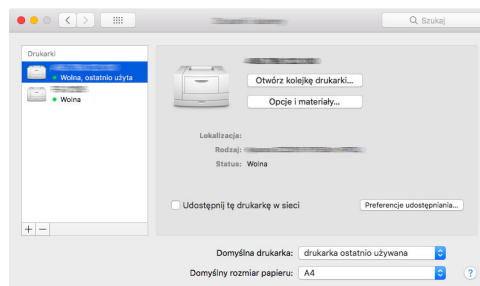 Szukaj
Drukarki
Wolna, ostatnio użyta
Wolna
Otwórz kolejkę drukarki...
Opcje i materiały...
Lokalizacja:
Rodzaj:
Status: Wolna
Udostępnij tę drukarkę w sieci
Preferencje udostępniania...
+ −
Domyślna drukarka: drukarka ostatnio używana
Domyślny rozmiar papieru: A4
?